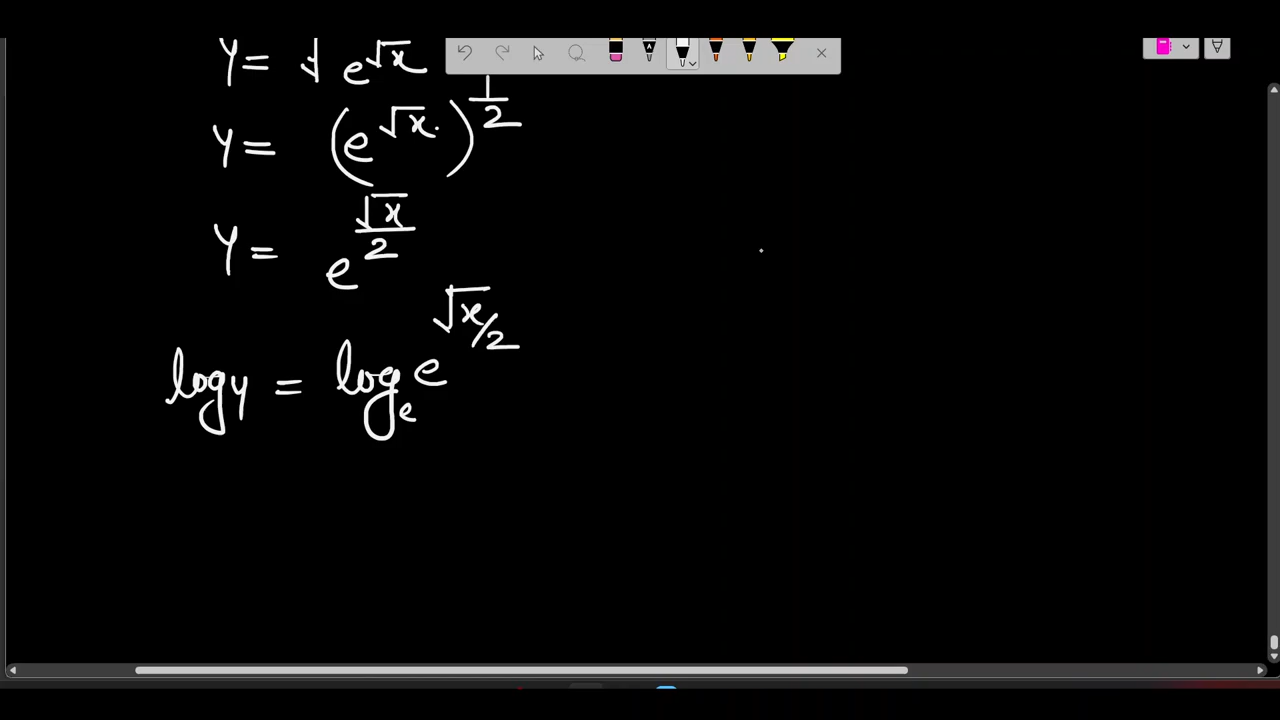 y = √ e^√x
y = (e^√x.)^1/2
y = e^√x/2
log y = log_e e^√x/2